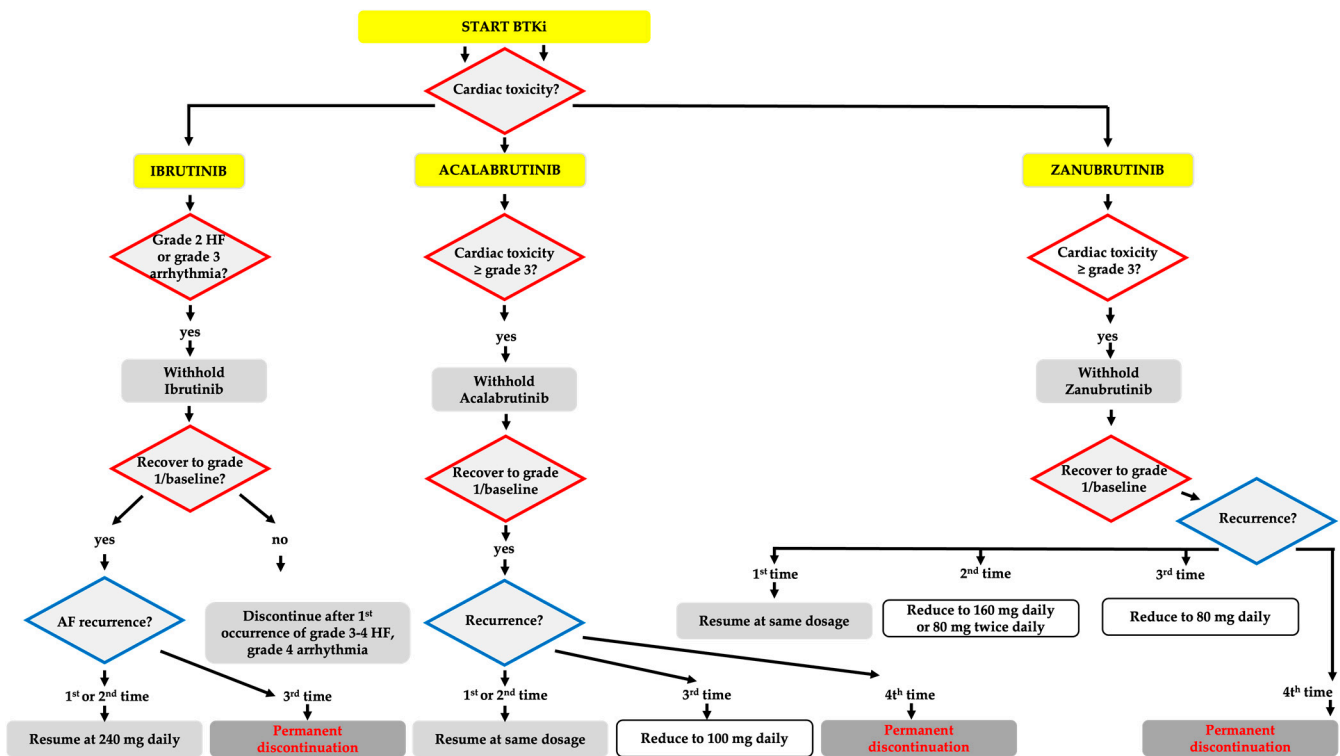 START BTKi
Cardiac toxicity?
IBRUTINIB
ACALABRUTINIB
ZANUBRUTINIB
Grade 2 HF
or grade 3
arrhythmia?
Cardiac toxicity
≥ grade 3?
Cardiac toxicity
≥ grade 3?
yes
yes
yes
Withhold
Ibrutinib
Withhold
Acalabrutinib
Withhold
Zanubrutinib
Recover to grade
1/baseline?
Recover to grade
1/baseline
Recover to grade
1/baseline
Recurrence?
yes
no
yes
1st time
2nd time
3rd time
AF recurrence?
Discontinue after 1st
occurrence of grade 3-4 HF,
grade 4 arrhythmia
Recurrence?
Resume at same dosage
Reduce to 160 mg daily
or 80 mg twice daily
Reduce to 80 mg daily
1st or 2nd time
3rd time
1st or 2nd time
3rd time
4th time
4th time
Resume at 240 mg daily
Permanent
discontinuation
Resume at same dosage
Reduce to 100 mg daily
Permanent
discontinuation
Permanent
discontinuation